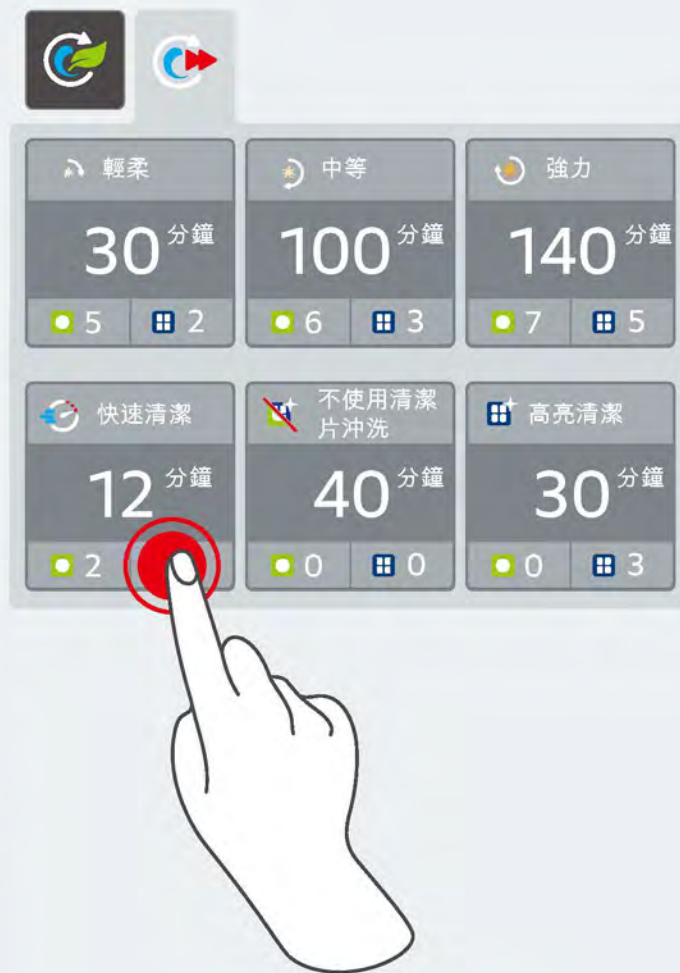 輕柔
30 分鐘
5 2
中等
100 分鐘
6 3
強力
140 分鐘
7 5
快速清潔
12 分鐘
2
不使用清潔
片沖洗
40 分鐘
0 0
高亮清潔
30 分鐘
0 3